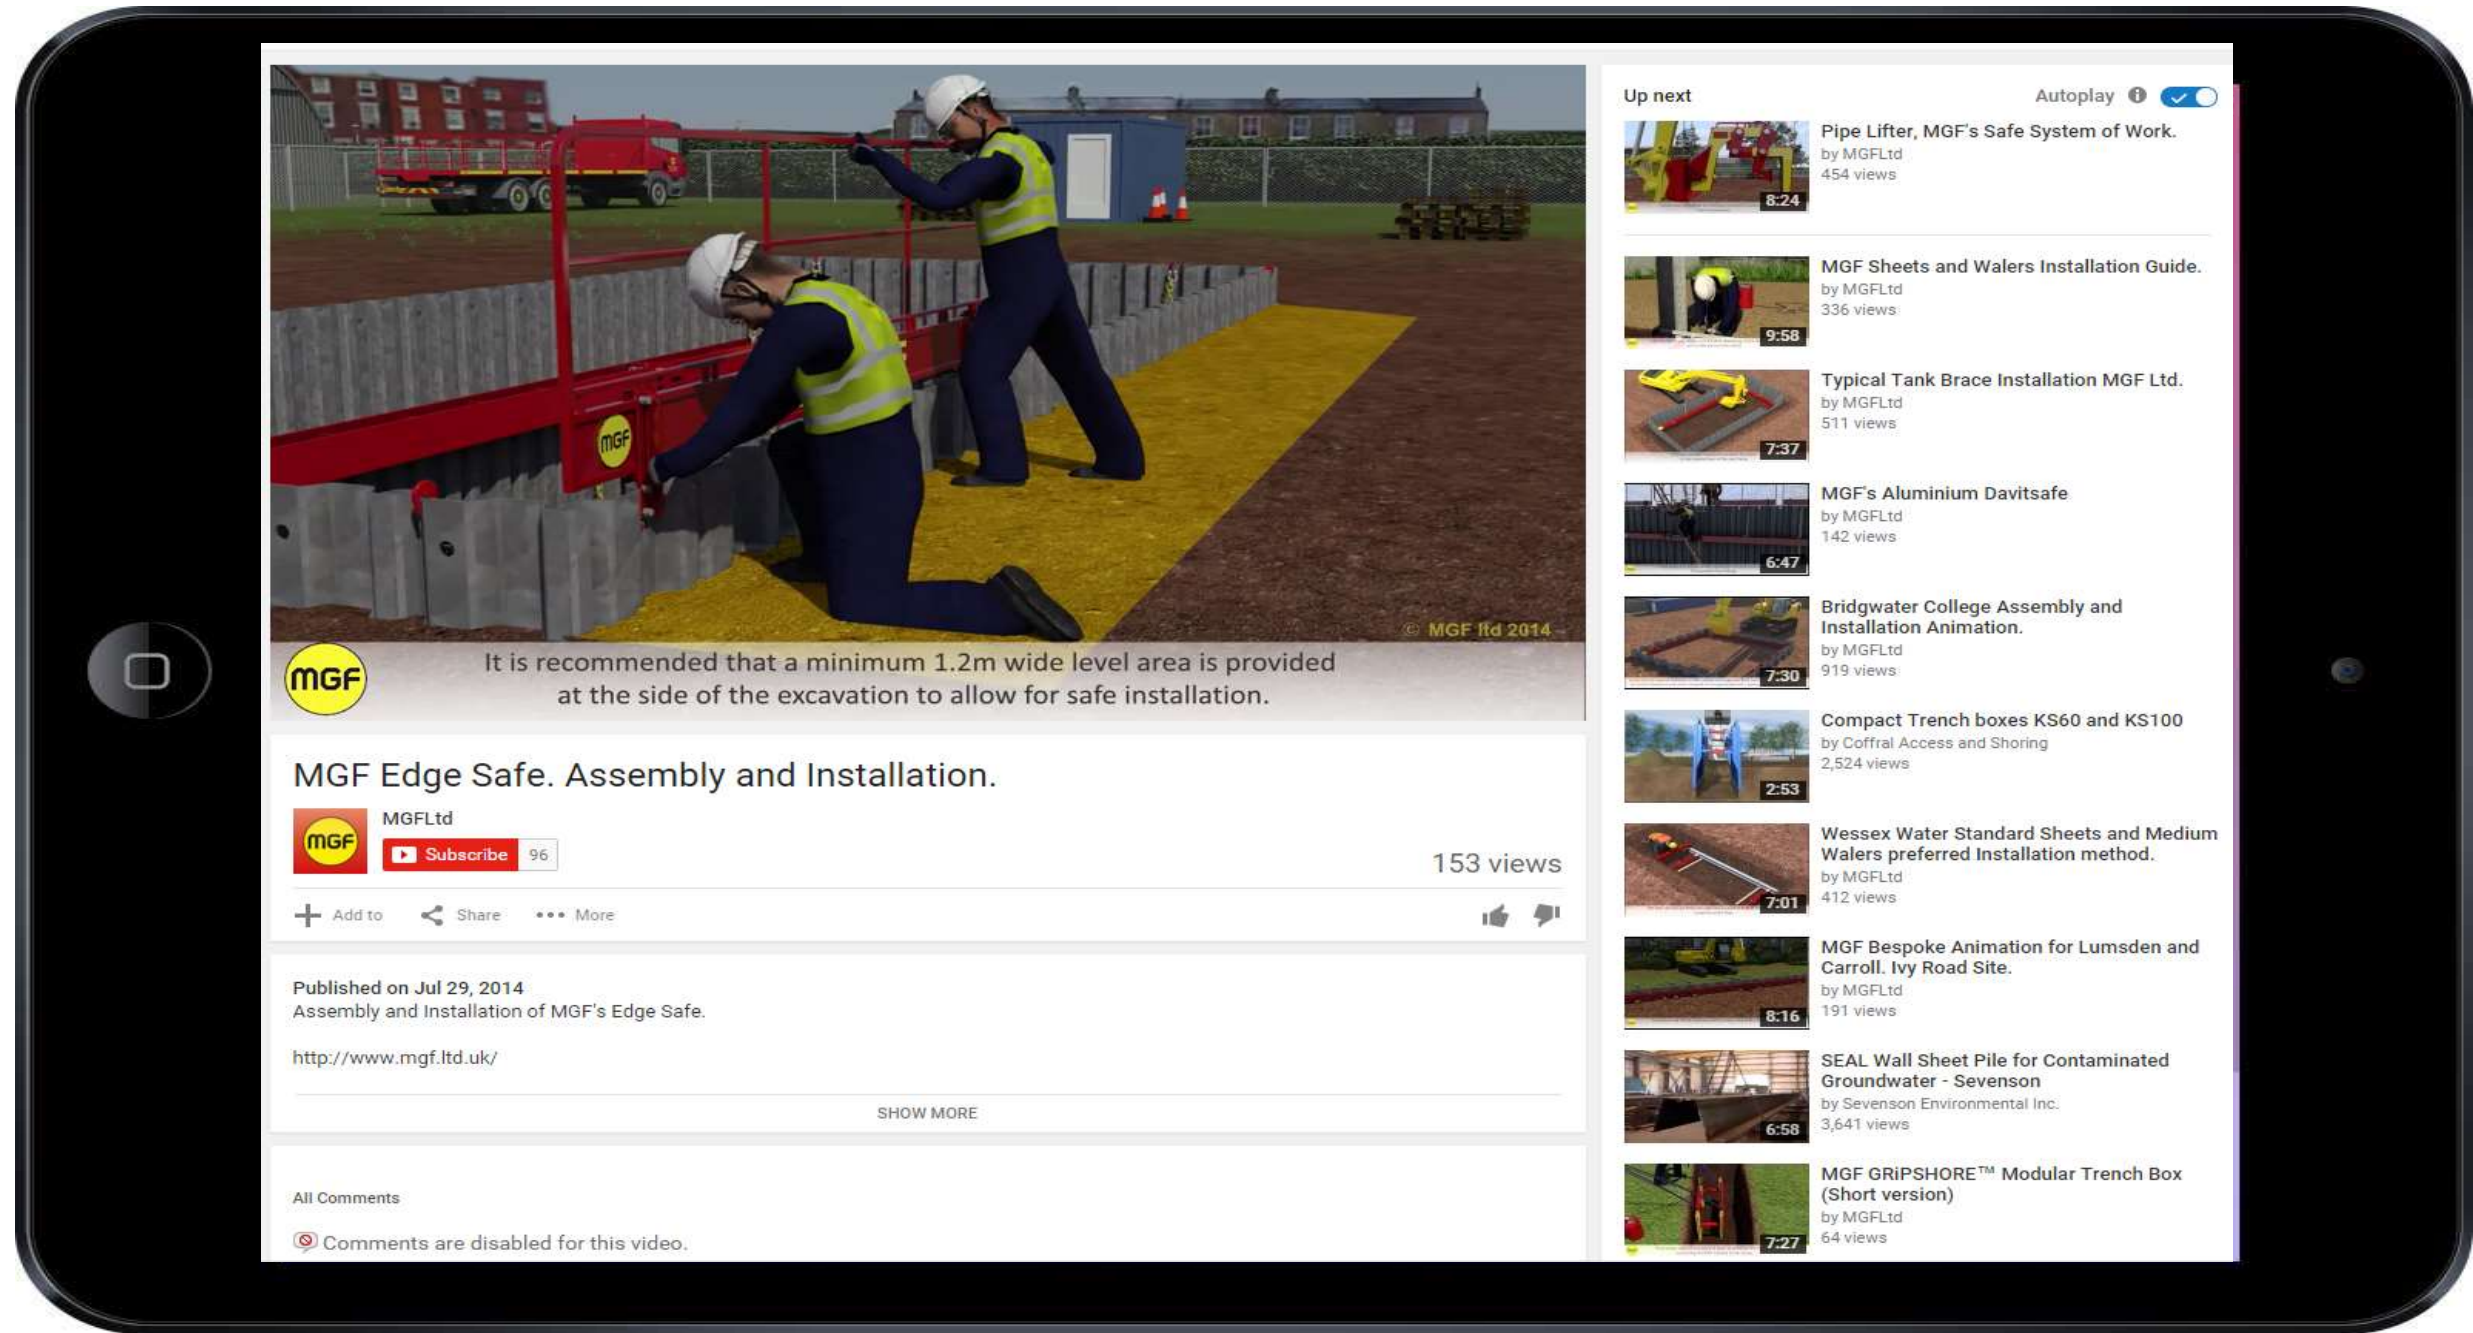 MGF
© MGF ltd 2014
MGF
It is recommended that a minimum 1.2m wide level area is provided
at the side of the excavation to allow for safe installation.
MGF Edge Safe. Assembly and Installation.
MGF
MGFLtd
Subscribe 96
153 views
Add to Share More
Published on Jul 29, 2014
Assembly and Installation of MGF's Edge Safe.
http://www.mgf.ltd.uk/
SHOW MORE
All Comments
Comments are disabled for this video.
Up next Autoplay
Pipe Lifter, MGF's Safe System of Work.
by MGFLtd
454 views
8:24
MGF Sheets and Walers Installation Guide.
by MGFLtd
336 views
9:58
Typical Tank Brace Installation MGF Ltd.
by MGFLtd
511 views
7:37
MGF's Aluminium Davitsafe
by MGFLtd
142 views
6:47
Bridgwater College Assembly and
Installation Animation.
by MGFLtd
919 views
7:30
Compact Trench boxes KS60 and KS100
by Coffral Access and Shoring
2,524 views
2:53
Wessex Water Standard Sheets and Medium
Walers preferred Installation method.
by MGFLtd
412 views
7:01
MGF Bespoke Animation for Lumsden and
Carroll. Ivy Road Site.
by MGFLtd
191 views
8:16
SEAL Wall Sheet Pile for Contaminated
Groundwater - Sevenson
by Sevenson Environmental Inc.
3,641 views
6:58
MGF GRiPSHORE™ Modular Trench Box
(Short version)
by MGFLtd
64 views
7:27